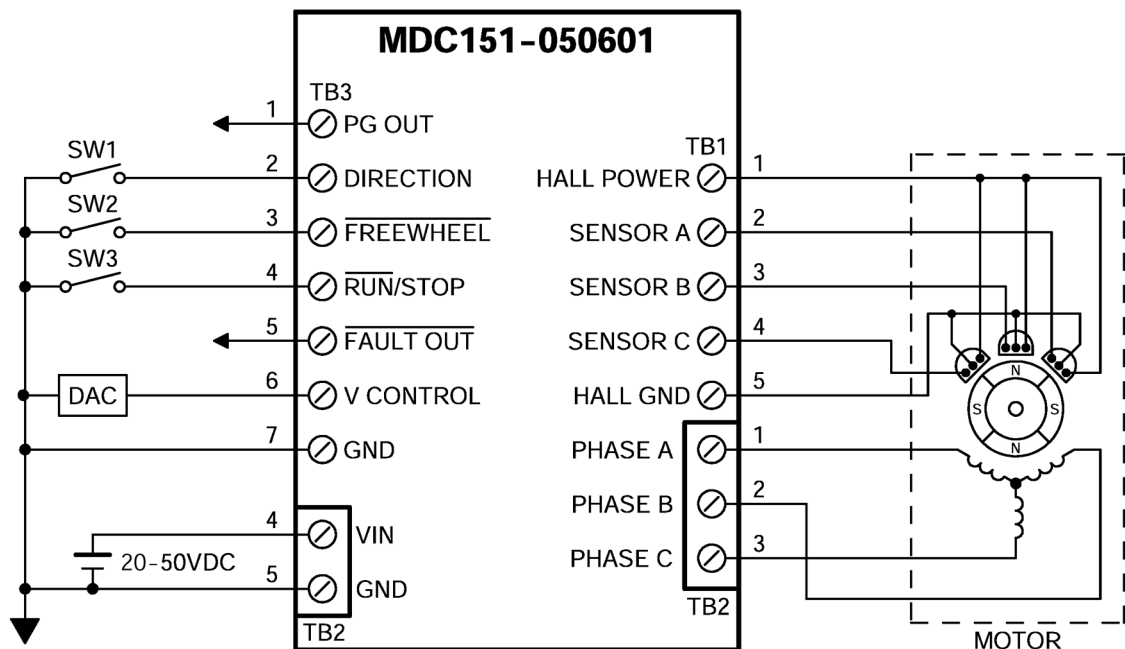 MDC151-050601
TB3
1 PG OUT
SW1
2 DIRECTION
SW2
3 FREEWHEEL
SW3
4 RUN/STOP
5 FAULT OUT
DAC 6 V CONTROL
7 GND
4 VIN
20-50VDC
5 GND
TB2
TB1
HALL POWER 1
SENSOR A 2
SENSOR B 3
SENSOR C 4
HALL GND 5
PHASE A 1
PHASE B 2
PHASE C 3
TB2
N
S S
N
MOTOR